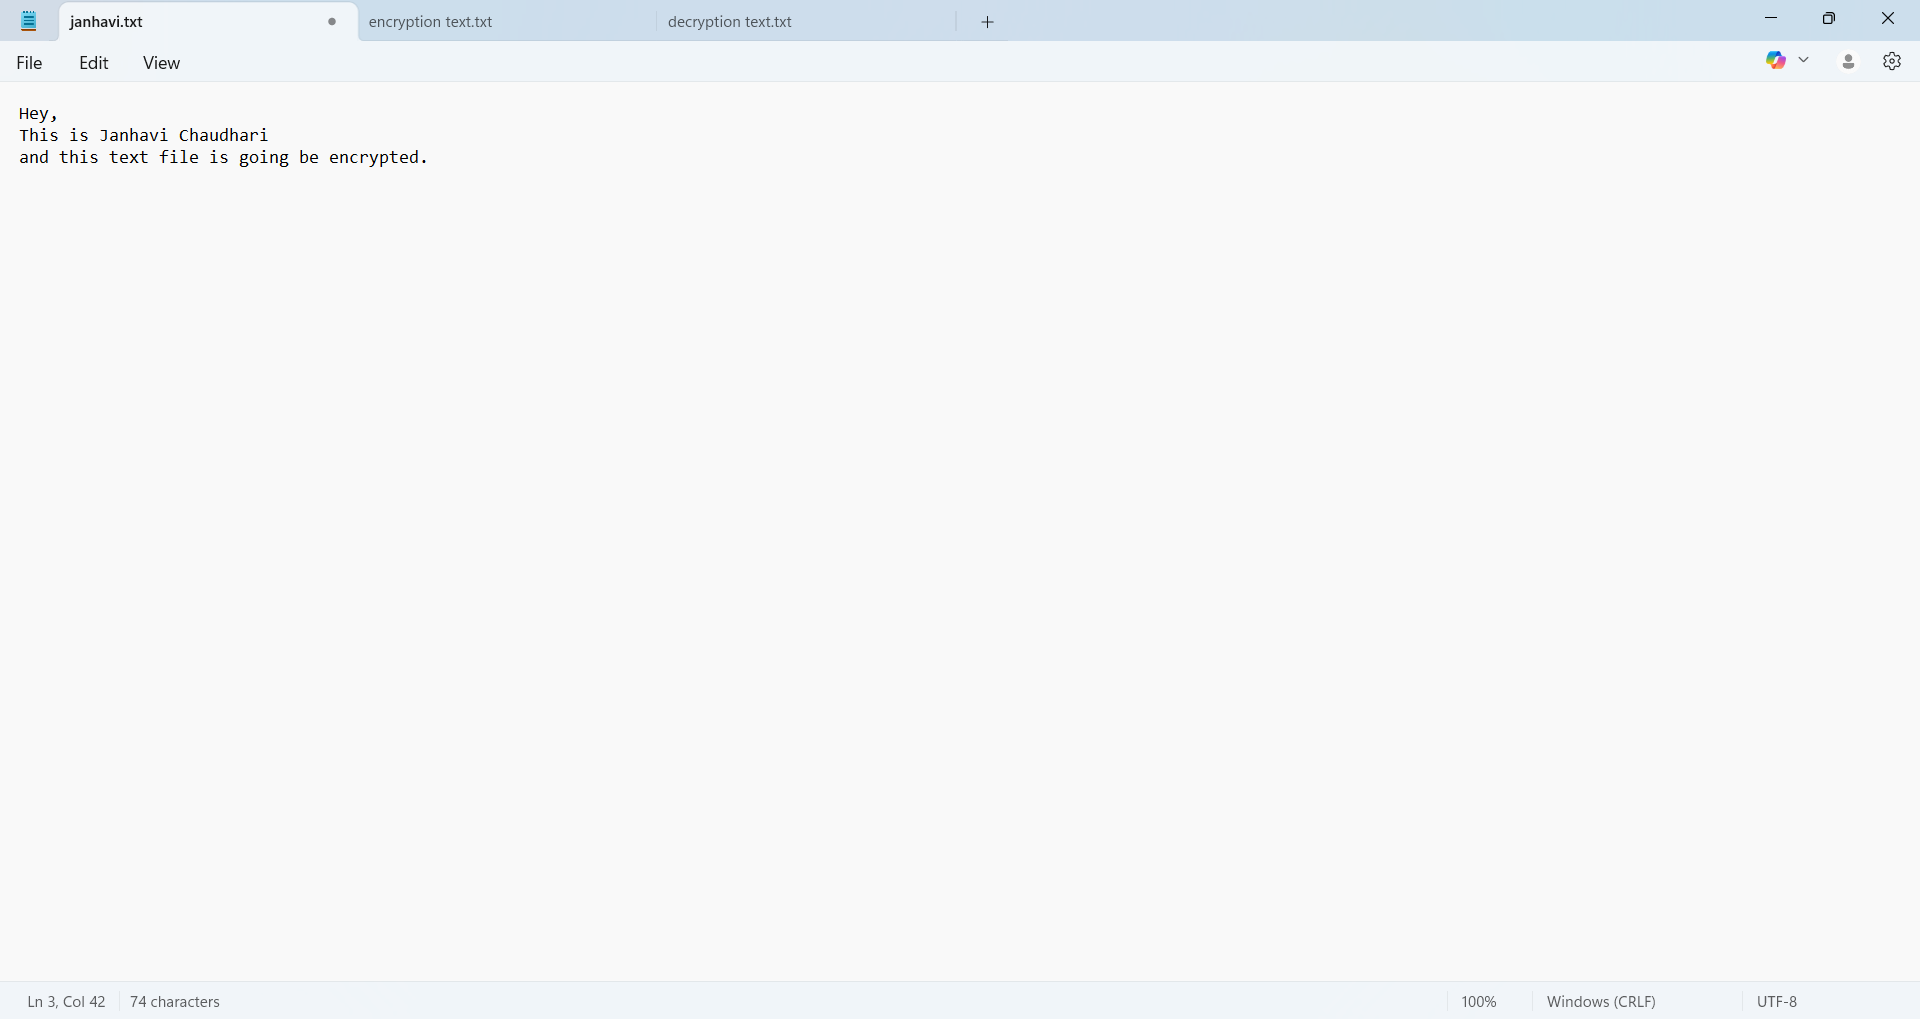 janhavi.txt
encryption text.txt
decryption text.txt
File Edit View
Hey,
This is Janhavi Chaudhari
and this text file is going be encrypted.
Ln 3, Col 42 74 characters 100% Windows (CRLF) UTF-8